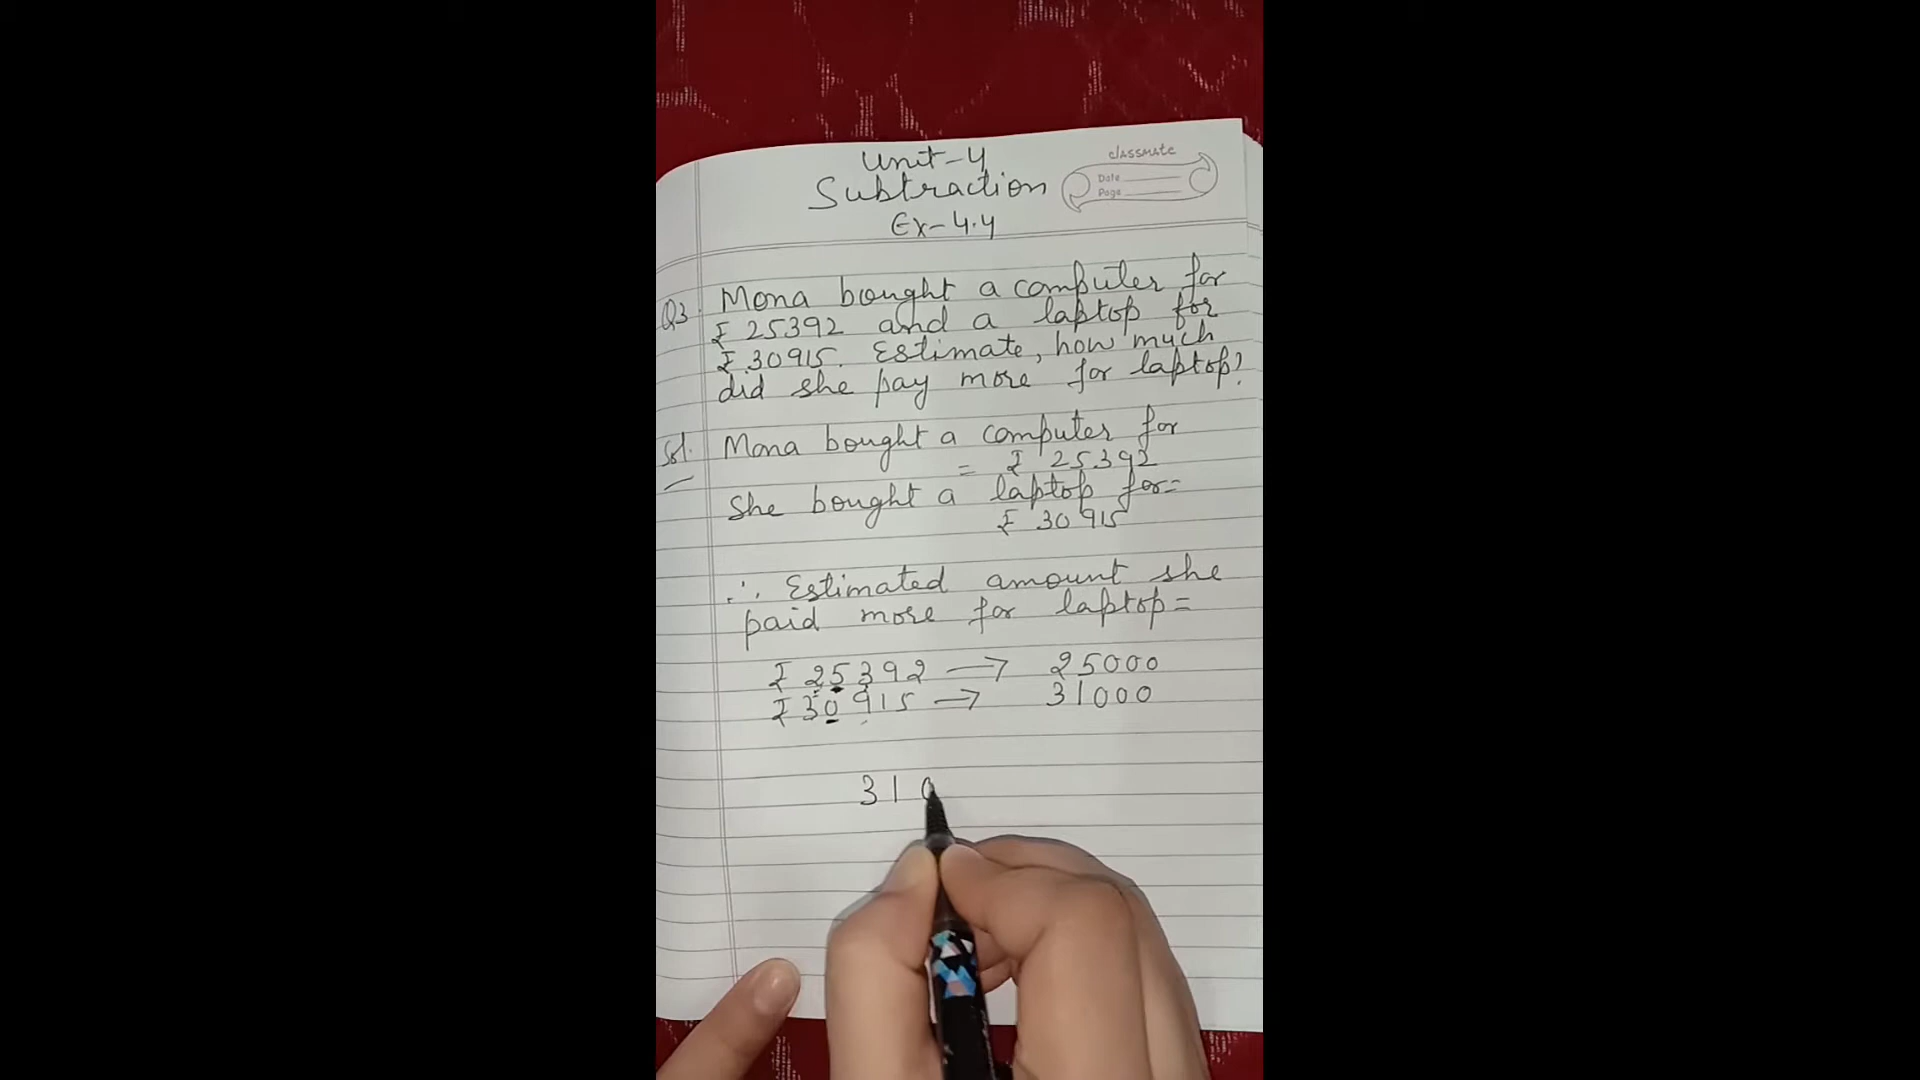 Unit-4
classmate
Subtraction
Date
Page
Ex-4.4
Q3. Mona bought a computer for
₹ 25392 and a laptop for
₹ 30915. Estimate, how much
did she pay more for laptop?
Sol. Mona bought a computer for
= ₹ 25392
She bought a laptop for=
₹ 30915
∴ Estimated amount she
paid more for laptop=
₹ 25392 → 25000
₹ 30915 → 31000
310